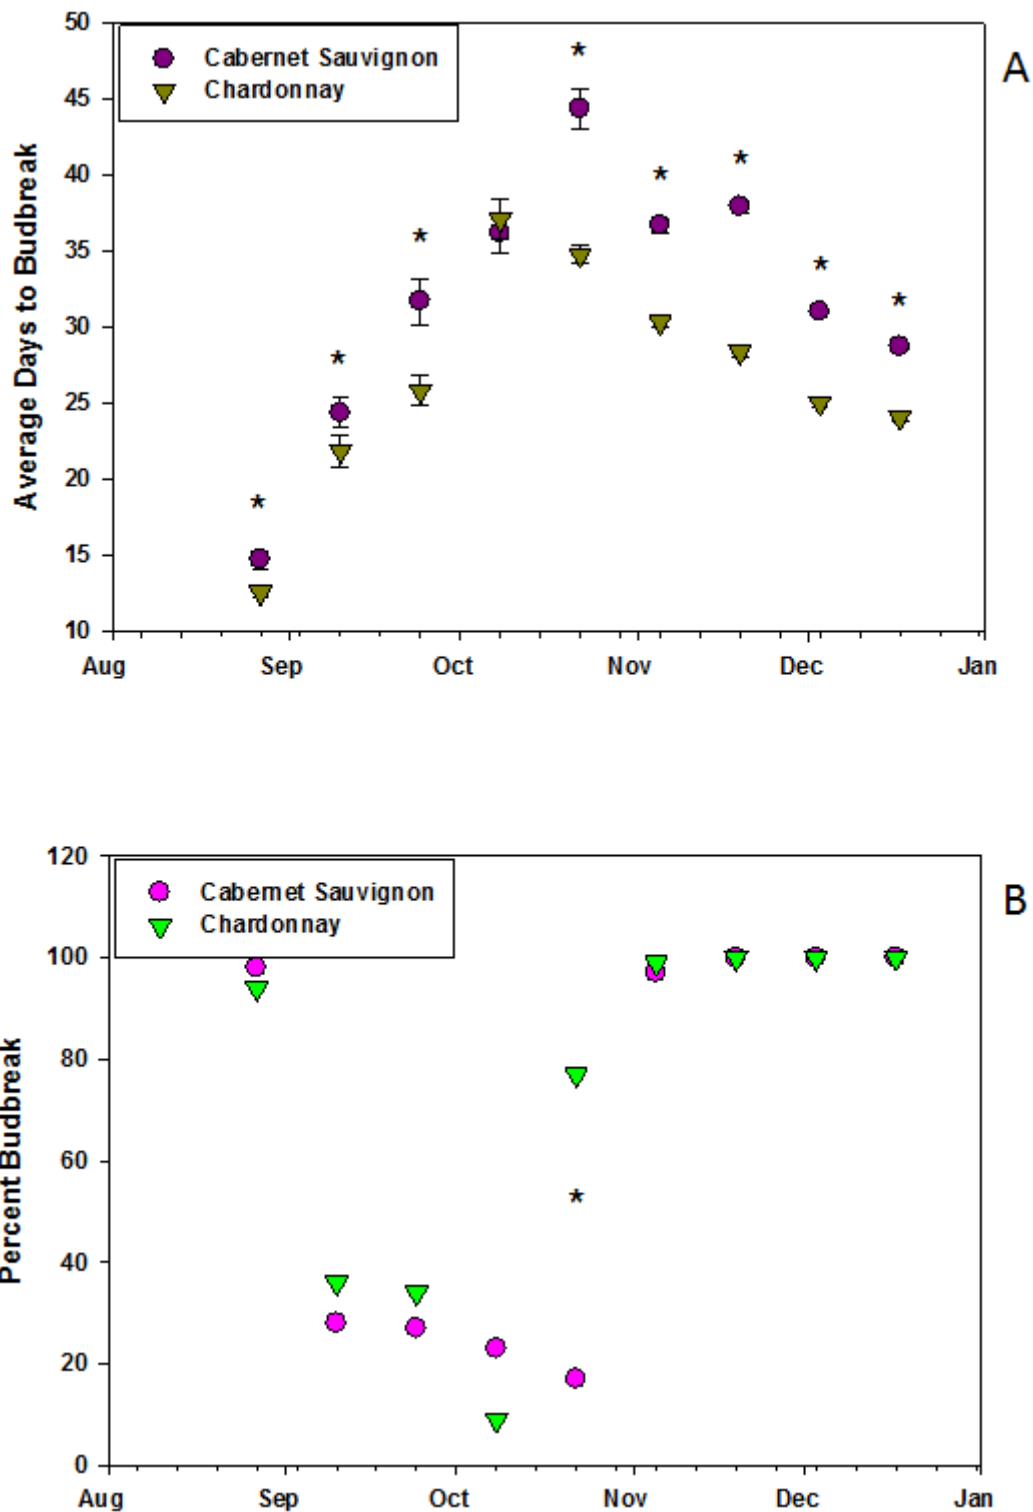 50
45
40
35
30
25
20
15
10
Average Days to Budbreak
Cabernet Sauvignon
Chardonnay
A
*
*
*
*
*
*
*
*
Aug Sep Oct Nov Dec Jan
120
100
80
60
40
20
0
Percent Budbreak
Cabernet Sauvignon
Chardonnay
B
*
Aug Sep Oct Nov Dec Jan